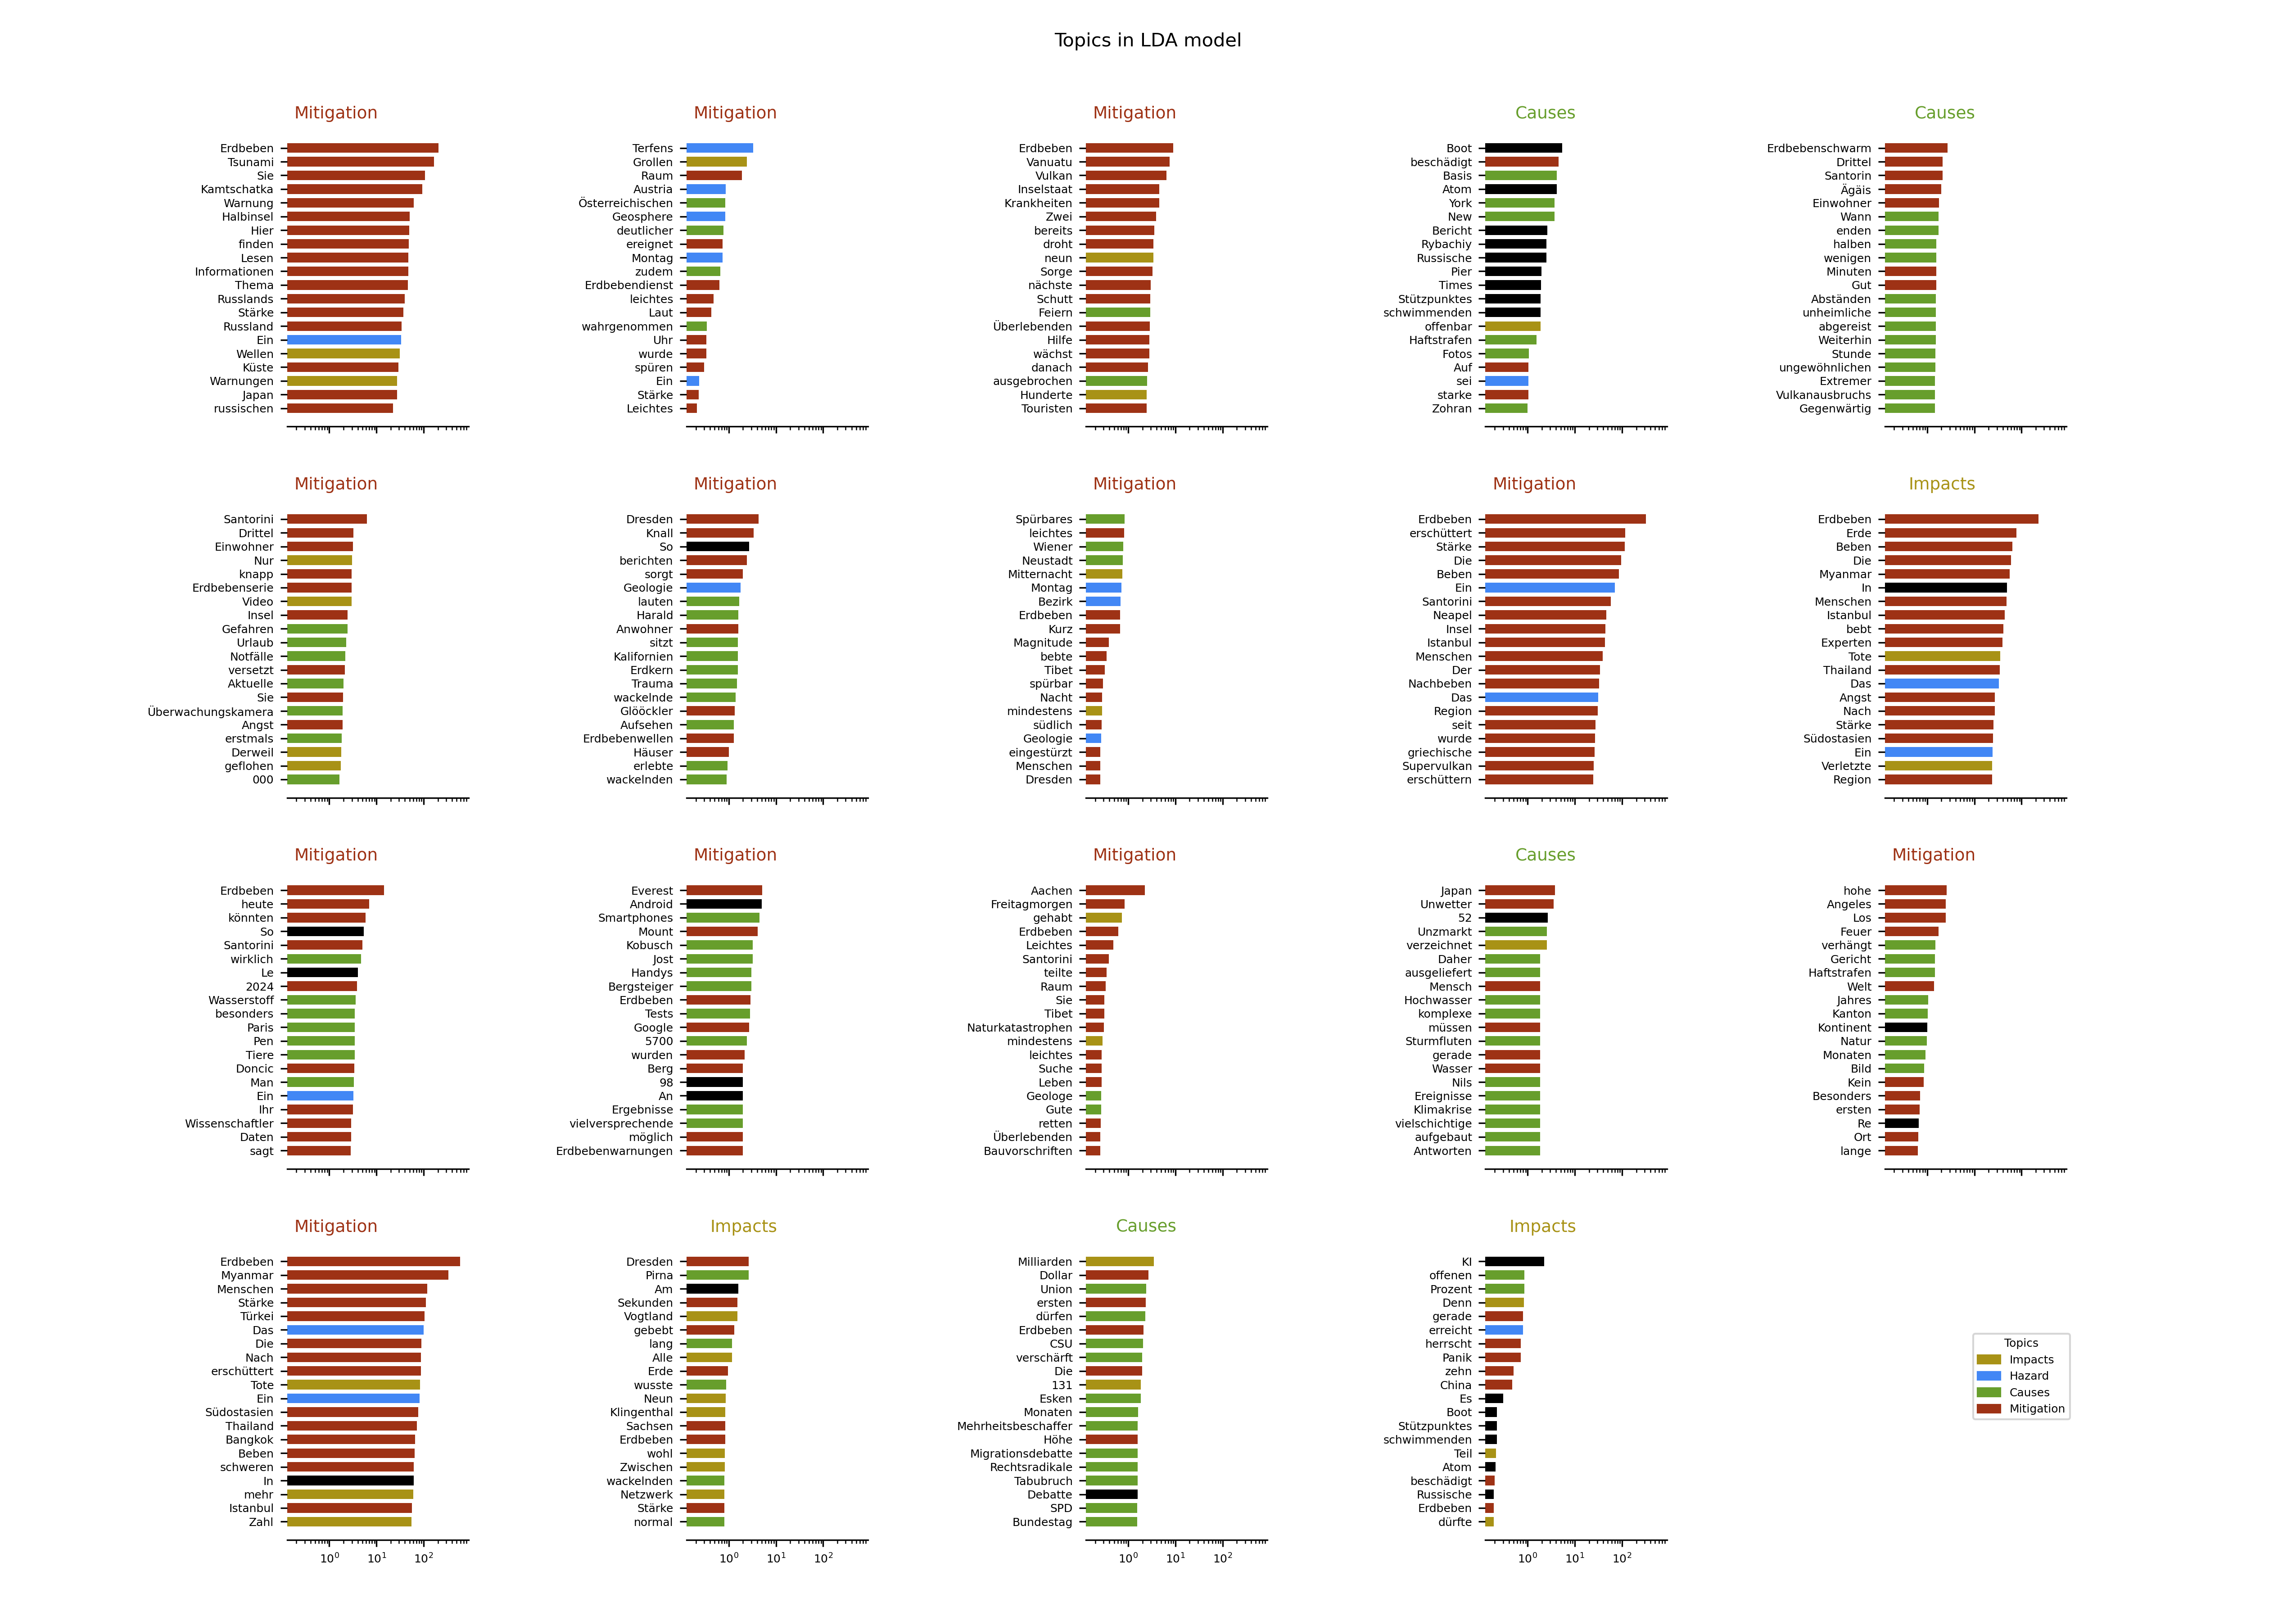 Topics in LDA model
Mitigation
Erdbeben
Tsunami
Sie
Kamtschatka
Warnung
Halbinsel
Hier
finden
Lesen
Informationen
Thema
Russlands
Stärke
Russland
Ein
Wellen
Küste
Warnungen
Japan
russischen
Mitigation
Terfens
Grollen
Raum
Austria
Österreichischen
Geosphere
deutlicher
ereignet
Montag
zudem
Erdbebendienst
leichtes
Laut
wahrgenommen
Uhr
wurde
spüren
Ein
Stärke
Leichtes
Mitigation
Erdbeben
Vanuatu
Vulkan
Inselstaat
Krankheiten
Zwei
bereits
droht
neun
Sorge
nächste
Schutt
Feiern
Überlebenden
Hilfe
wächst
danach
ausgebrochen
Hunderte
Touristen
Causes
Boot
beschädigt
Basis
Atom
York
New
Bericht
Rybachiy
Russische
Pier
Times
Stützpunktes
schwimmenden
offenbar
Haftstrafen
Fotos
Auf
sei
starke
Zohran
Causes
Erdbebenschwarm
Drittel
Santorin
Ägäis
Einwohner
Wann
enden
halben
wenigen
Minuten
Gut
Abständen
unheimliche
abgereist
Weiterhin
Stunde
ungewöhnlichen
Extremer
Vulkanausbruchs
Gegenwärtig
Mitigation
Santorini
Drittel
Einwohner
Nur
knapp
Erdbebenserie
Video
Insel
Gefahren
Urlaub
Notfälle
versetzt
Aktuelle
Sie
Überwachungskamera
Angst
erstmals
Derweil
geflohen
000
Mitigation
Dresden
Knall
So
berichten
sorgt
Geologie
lauten
Harald
Anwohner
sitzt
Kalifornien
Erdkern
Trauma
wackelnde
Glööckler
Aufsehen
Erdbebenwellen
Häuser
erlebte
wackelnden
Mitigation
Spürbares
leichtes
Wiener
Neustadt
Mitternacht
Montag
Bezirk
Erdbeben
Kurz
Magnitude
bebte
Tibet
spürbar
Nacht
mindestens
südlich
Geologie
eingestürzt
Menschen
Dresden
Mitigation
Erdbeben
erschüttert
Stärke
Die
Beben
Ein
Santorini
Neapel
Insel
Istanbul
Menschen
Der
Nachbeben
Das
Region
seit
wurde
griechische
Supervulkan
erschüttern
Impacts
Erdbeben
Erde
Beben
Die
Myanmar
In
Menschen
Istanbul
bebt
Experten
Tote
Thailand
Das
Angst
Nach
Stärke
Südostasien
Ein
Verletzte
Region
Mitigation
Erdbeben
heute
könnten
So
Santorini
wirklich
Le
2024
Wasserstoff
besonders
Paris
Pen
Tiere
Doncic
Man
Ein
Ihr
Wissenschaftler
Daten
sagt
Mitigation
Everest
Android
Smartphones
Mount
Kobusch
Jost
Handys
Bergsteiger
Erdbeben
Tests
Google
5700
wurden
Berg
98
An
Ergebnisse
vielversprechende
möglich
Erdbebenwarnungen
Mitigation
Aachen
Freitagmorgen
gehabt
Erdbeben
Leichtes
Santorini
teilte
Raum
Sie
Tibet
Naturkatastrophen
mindestens
leichtes
Suche
Leben
Geologe
Gute
retten
Überlebenden
Bauvorschriften
Causes
Japan
Unwetter
52
Unzmarkt
verzeichnet
Daher
ausgeliefert
Mensch
Hochwasser
komplexe
müssen
Sturmfluten
gerade
Wasser
Nils
Ereignisse
Klimakrise
vielschichtige
aufgebaut
Antworten
Mitigation
hohe
Angeles
Los
Feuer
verhängt
Gericht
Haftstrafen
Welt
Jahres
Kanton
Kontinent
Natur
Monaten
Bild
Kein
Besonders
ersten
Re
Ort
lange
Mitigation
Erdbeben
Myanmar
Menschen
Stärke
Türkei
Das
Die
Nach
erschüttert
Tote
Ein
Südostasien
Thailand
Bangkok
Beben
schweren
In
mehr
Istanbul
Zahl
10⁰ 10¹ 10²
Impacts
Dresden
Pirna
Am
Sekunden
Vogtland
gebebt
lang
Alle
Erde
wusste
Neun
Klingenthal
Sachsen
Erdbeben
wohl
Zwischen
wackelnden
Netzwerk
Stärke
normal
10⁰ 10¹ 10²
Causes
Milliarden
Dollar
Union
ersten
dürfen
Erdbeben
CSU
verschärft
Die
131
Esken
Monaten
Mehrheitsbeschaffer
Höhe
Migrationsdebatte
Rechtsradikale
Tabubruch
Debatte
SPD
Bundestag
10⁰ 10¹ 10²
Impacts
KI
offenen
Prozent
Denn
gerade
erreicht
herrscht
Panik
zehn
China
Es
Boot
Stützpunktes
schwimmenden
Teil
Atom
beschädigt
Russische
Erdbeben
dürfte
10⁰ 10¹ 10²
Topics
Impacts
Hazard
Causes
Mitigation